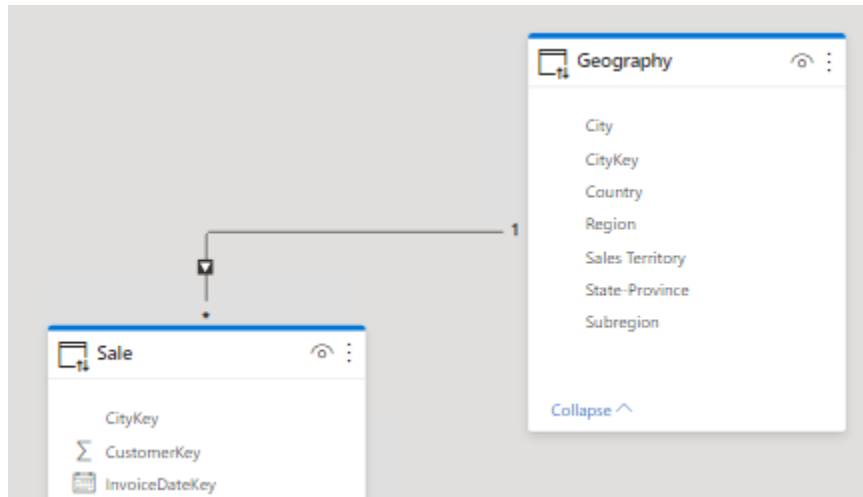 Geography
City
CityKey
Country
Region
Sales Territory
State-Province
Subregion
Collapse
1
*
Sale
CityKey
Σ CustomerKey
InvoiceDateKey